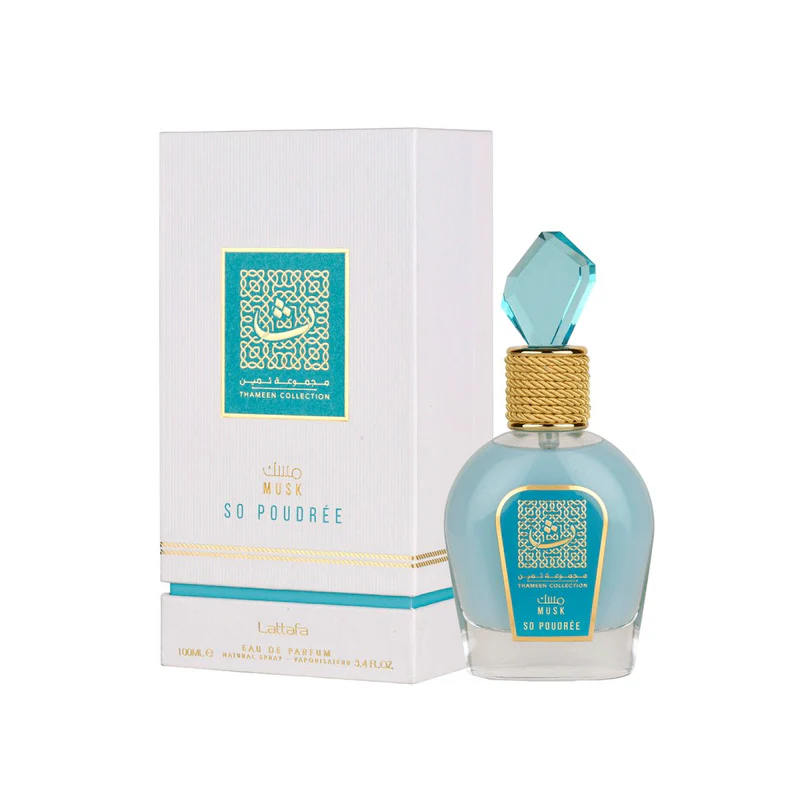 ث
مجموعة ثمين
THAMEEN COLLECTION
مسك
MUSK
SO POUDRÉE
Lattafa
100ML e EAU DE PARFUM
NATURAL SPRAY - VAPORISATEUR 3.4 FL.OZ.
ث
مجموعة ثمين
THAMEEN COLLECTION
مسك
MUSK
SO POUDRÉE